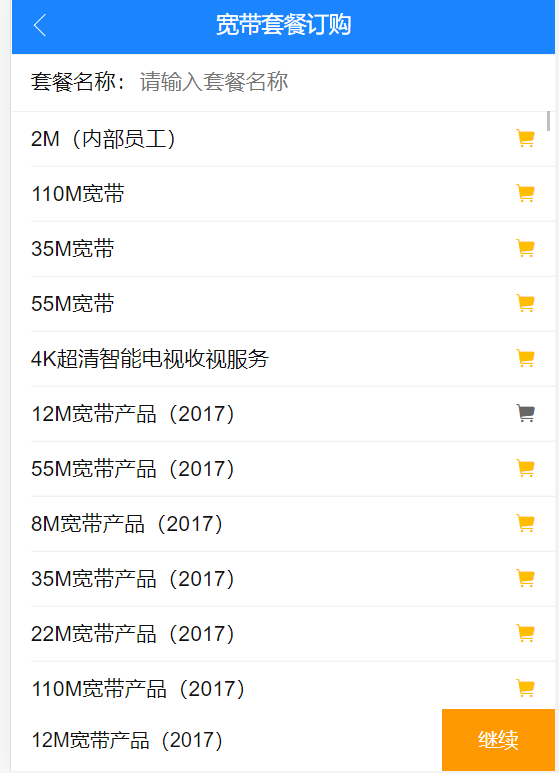 宽带套餐订购
套餐名称：请输入套餐名称
2M（内部员工）
110M宽带
35M宽带
55M宽带
4K超清智能电视收视服务
12M宽带产品（2017）
55M宽带产品（2017）
8M宽带产品（2017）
35M宽带产品（2017）
22M宽带产品（2017）
110M宽带产品（2017）
12M宽带产品（2017）
继续